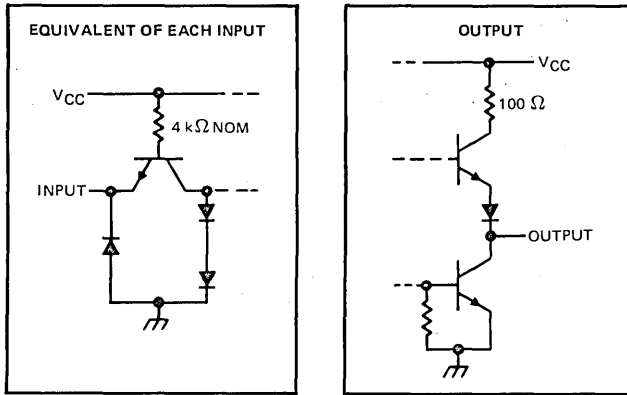 EQUIVALENT OF EACH INPUT
VCC
4 kΩ NOM
INPUT
OUTPUT
VCC
100 Ω
OUTPUT